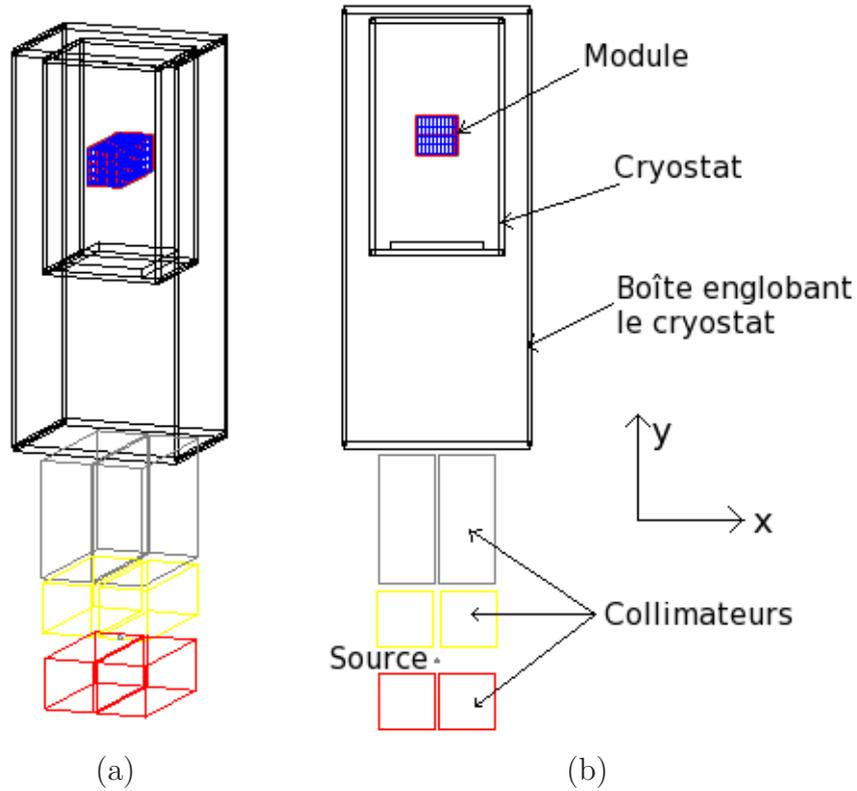 Module
Cryostat
Boîte englobant
le cryostat
y
x
Collimateurs
Source
(a)
(b)